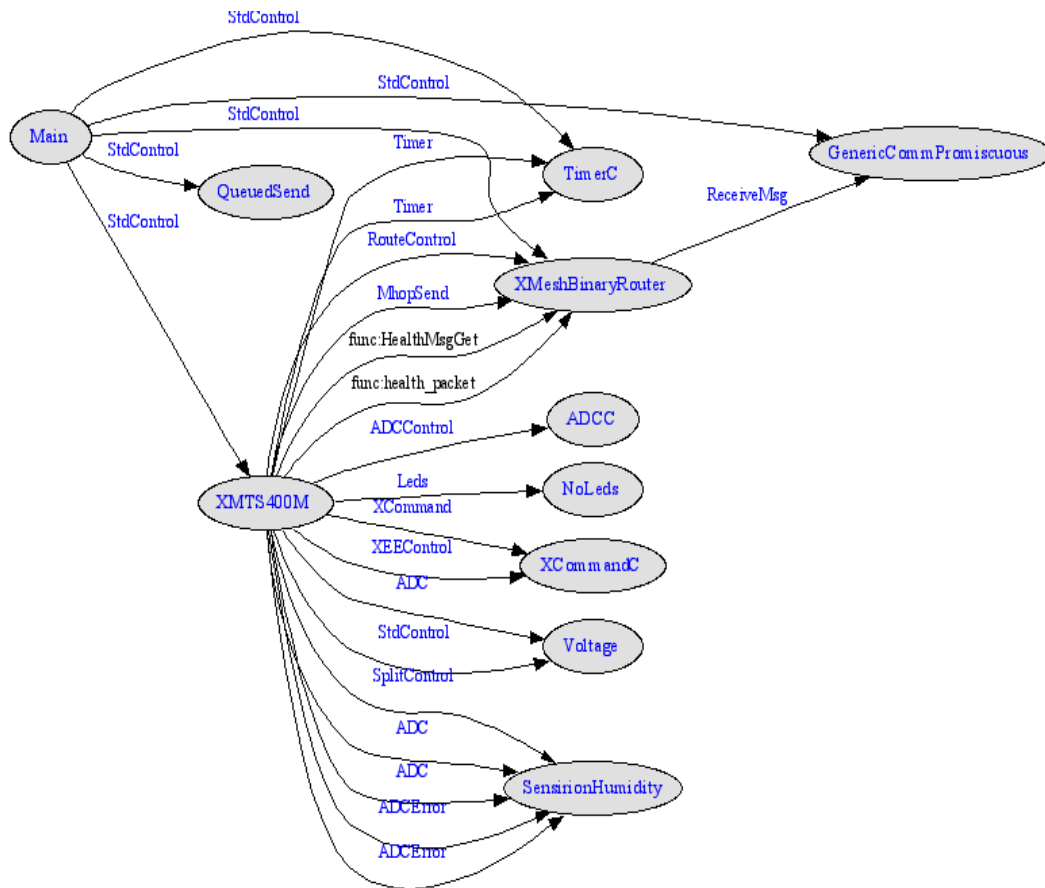 StdControl
StdControl
StdControl
Main
Timer
GenericCommPromiscuous
StdControl
TimerC
QueuedSend
ReceiveMsg
Timer
StdControl
RouteControl
XMeshBinaryRouter
MhopSend
func:HealthMsgGet
func:health_packet
ADCC
ADCControl
Leds
NoLeds
XMTS400M
XCommand
XEEControl
XCommandC
ADC
StdControl
Voltage
SplitControl
ADC
ADC
SensirionHumidity
ADCError
ADCError